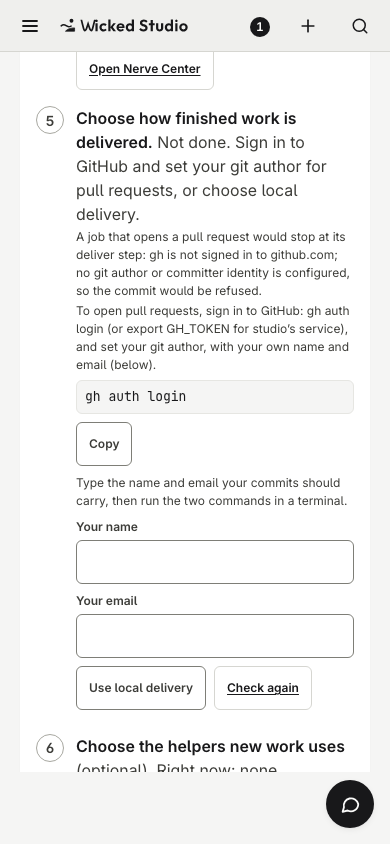 Wicked Studio
1
Open Nerve Center
5
Choose how finished work is
delivered. Not done. Sign in to
GitHub and set your git author for
pull requests, or choose local
delivery.
A job that opens a pull request would stop at its
deliver step: gh is not signed in to github.com;
no git author or committer identity is configured,
so the commit would be refused.
To open pull requests, sign in to GitHub: gh auth
login (or export GH_TOKEN for studio’s service),
and set your git author, with your own name and
email (below).
gh auth login
Copy
Type the name and email your commits should
carry, then run the two commands in a terminal.
Your name
Your email
Use local delivery
Check again
6
Choose the helpers new work uses
(optional). Right now: none